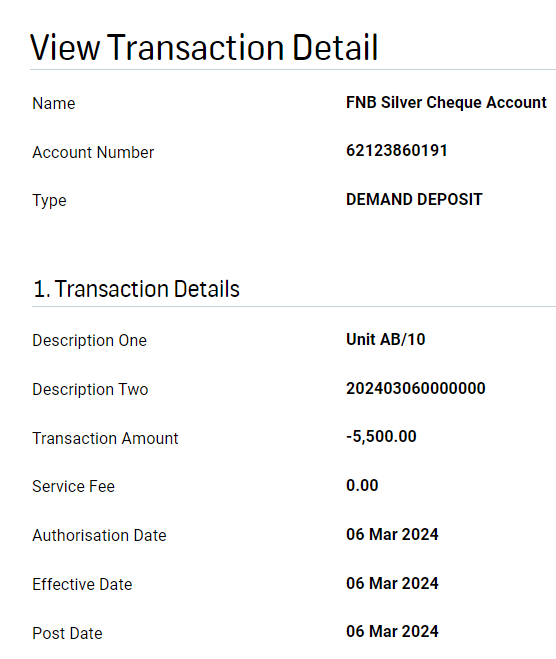 View Transaction Detail
Name FNB Silver Cheque Account
Account Number 62123860191
Type DEMAND DEPOSIT
1. Transaction Details
Description One Unit AB/10
Description Two 202403060000000
Transaction Amount -5,500.00
Service Fee 0.00
Authorisation Date 06 Mar 2024
Effective Date 06 Mar 2024
Post Date 06 Mar 2024